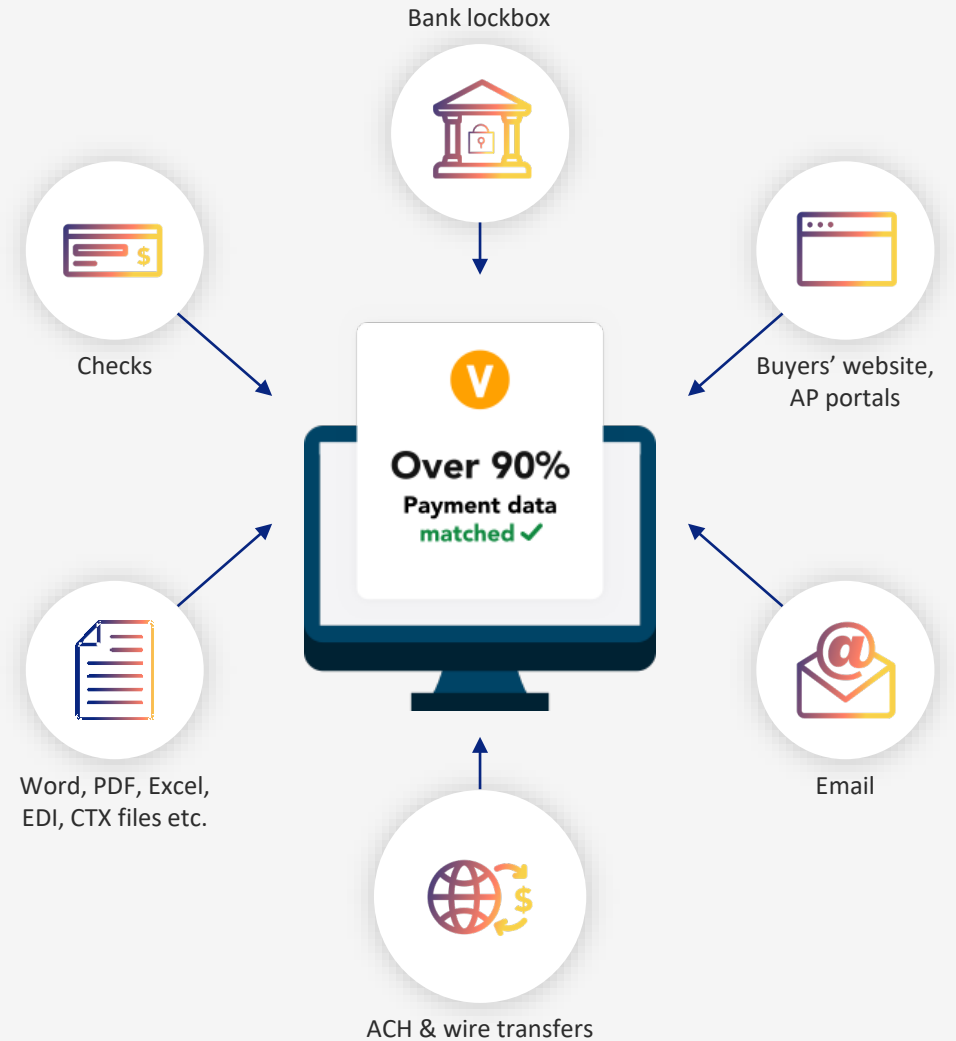 Bank lockbox
$
Checks
Buyers’ website,
AP portals
V
Over 90%
Payment data
matched ✓
Word, PDF, Excel,
EDI, CTX files etc.
@
Email
$
ACH & wire transfers